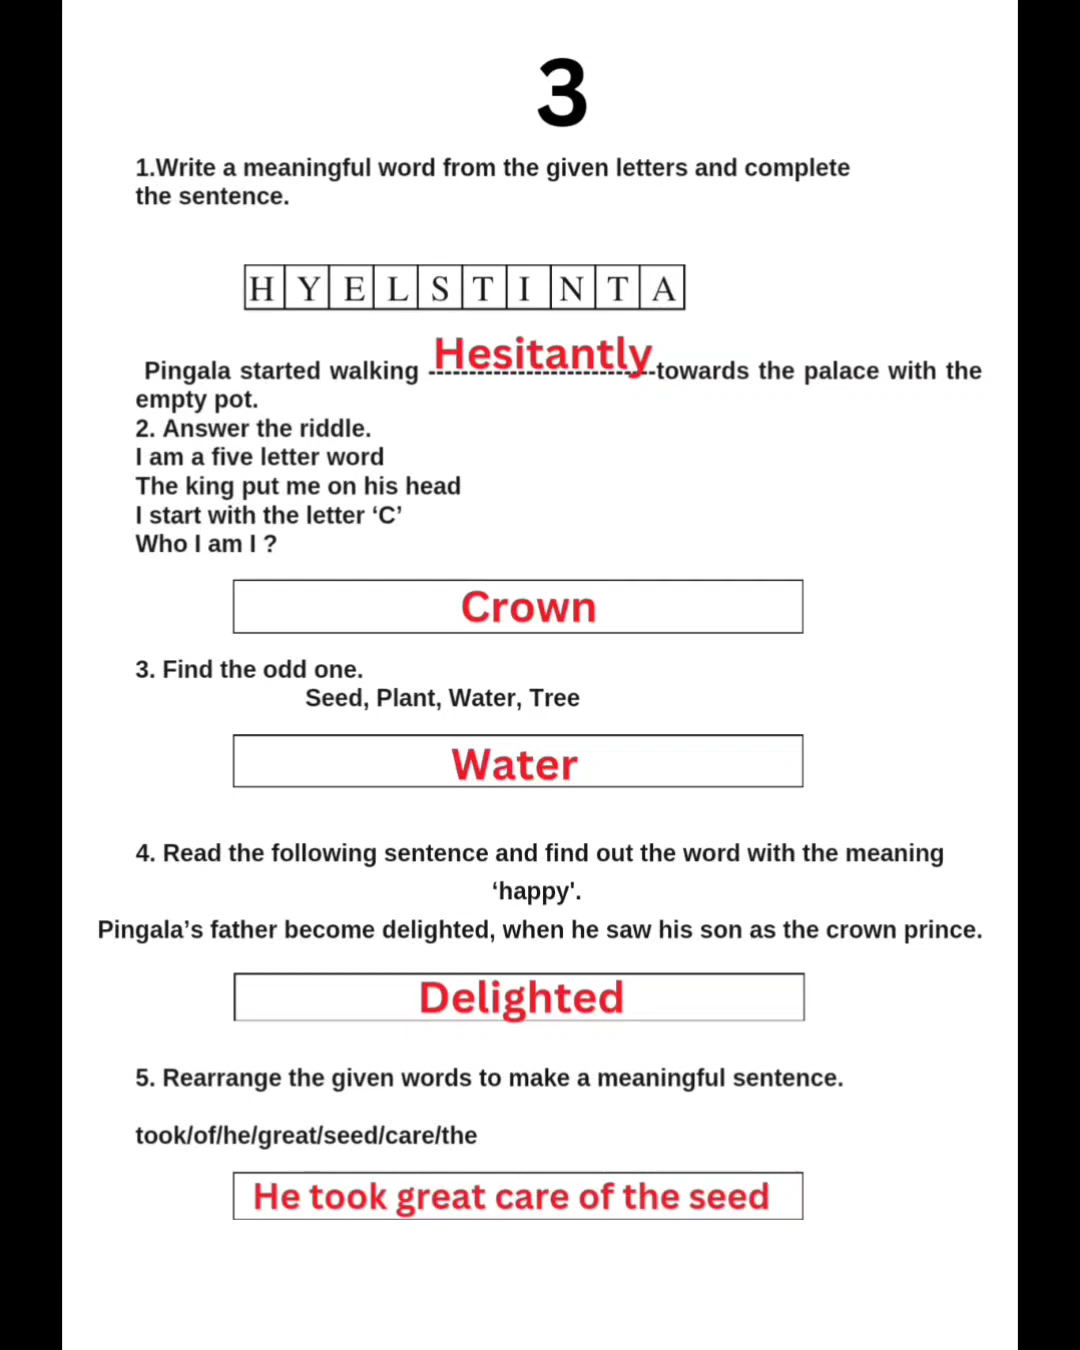 3
1.Write a meaningful word from the given letters and complete
the sentence.
H Y E L S T I N T A
Pingala started walking Hesitantly towards the palace with the
empty pot.
2. Answer the riddle.
I am a five letter word
The king put me on his head
I start with the letter ‘C’
Who I am I ?
Crown
3. Find the odd one.
Seed, Plant, Water, Tree
Water
4. Read the following sentence and find out the word with the meaning
‘happy'.
Pingala’s father become delighted, when he saw his son as the crown prince.
Delighted
5. Rearrange the given words to make a meaningful sentence.
took/of/he/great/seed/care/the
He took great care of the seed